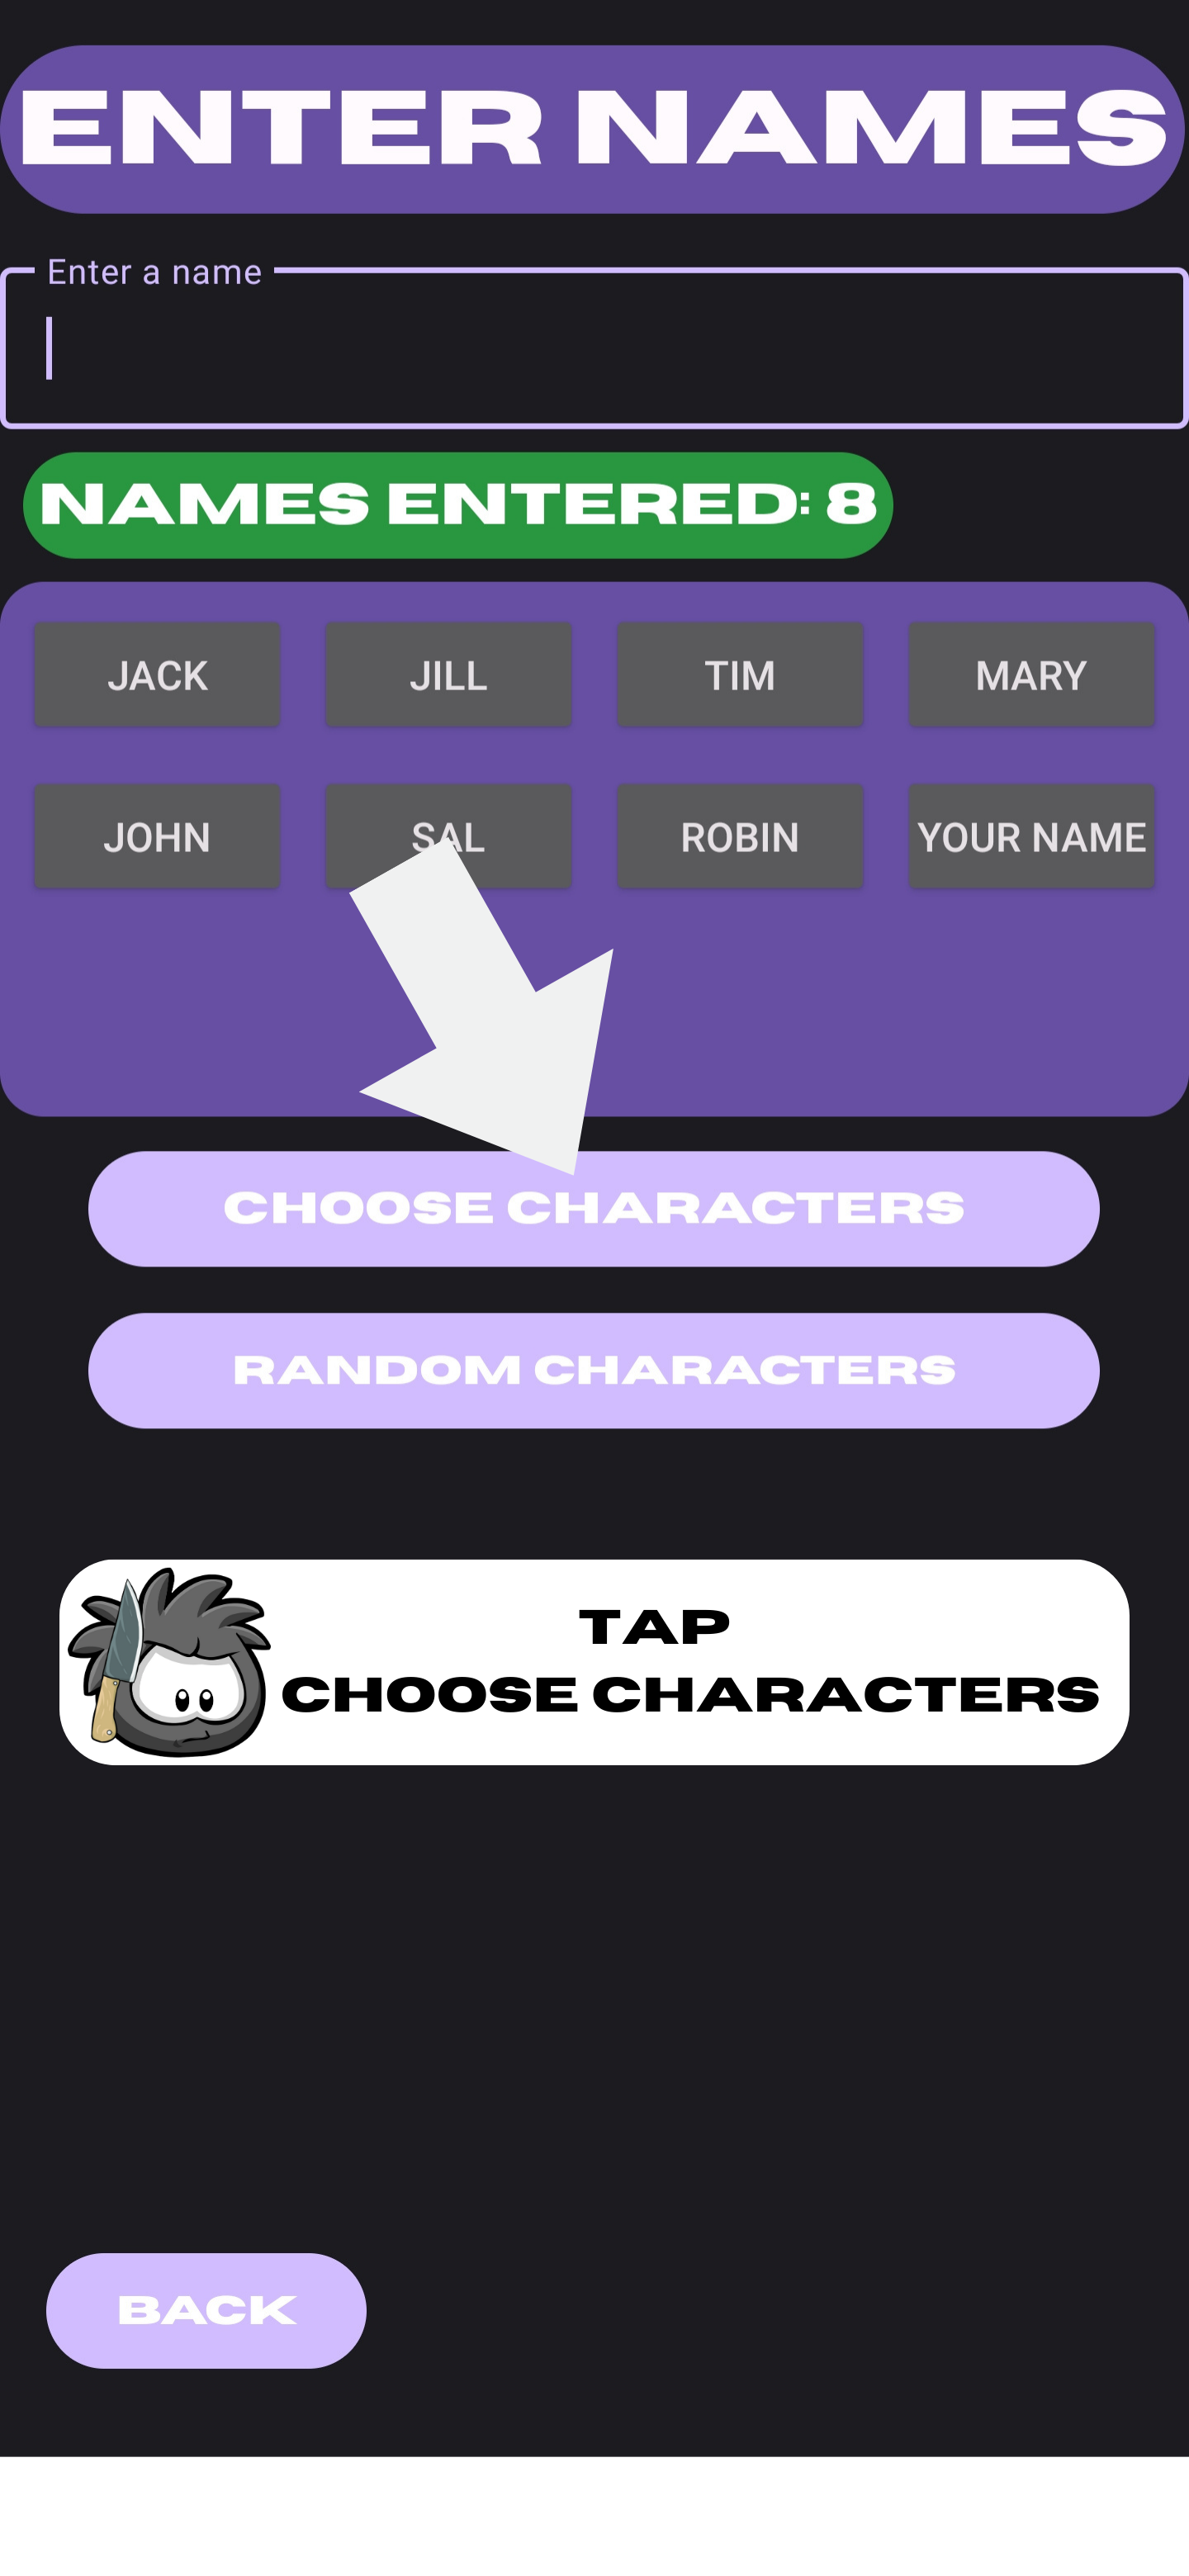 ENTER NAMES
Enter a name
NAMES ENTERED: 8
JACK JILL TIM MARY
JOHN SAL ROBIN YOUR NAME
CHOOSE CHARACTERS
RANDOM CHARACTERS
TAP
CHOOSE CHARACTERS
BACK